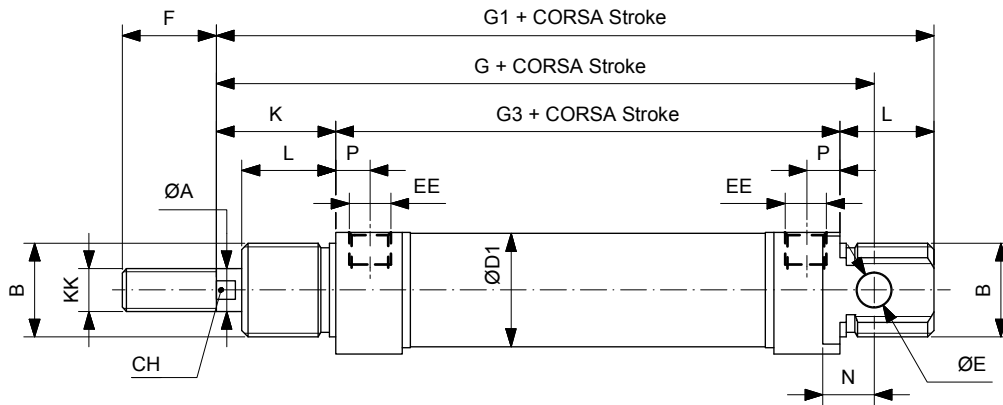 F
G1 + CORSA Stroke
G + CORSA Stroke
K
G3 + CORSA Stroke
L
L
P
P
ØA
EE
EE
B
KK
ØD1
B
CH
N
ØE